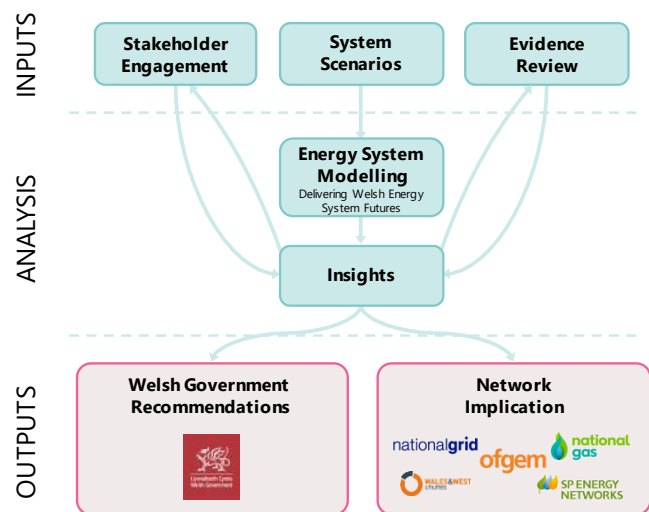 INPUTS
Stakeholder
Engagement
System
Scenarios
Evidence
Review
ANALYSIS
Energy System
Modelling
Delivering Welsh Energy
System Futures
Insights
OUTPUTS
Welsh Government
Recommendations
Llywodraeth Cymru
Welsh Government
Network
Implication
nationalgrid
ofgem
national
gas
WALES&WEST
UTILITIES
SP ENERGY
NETWORKS